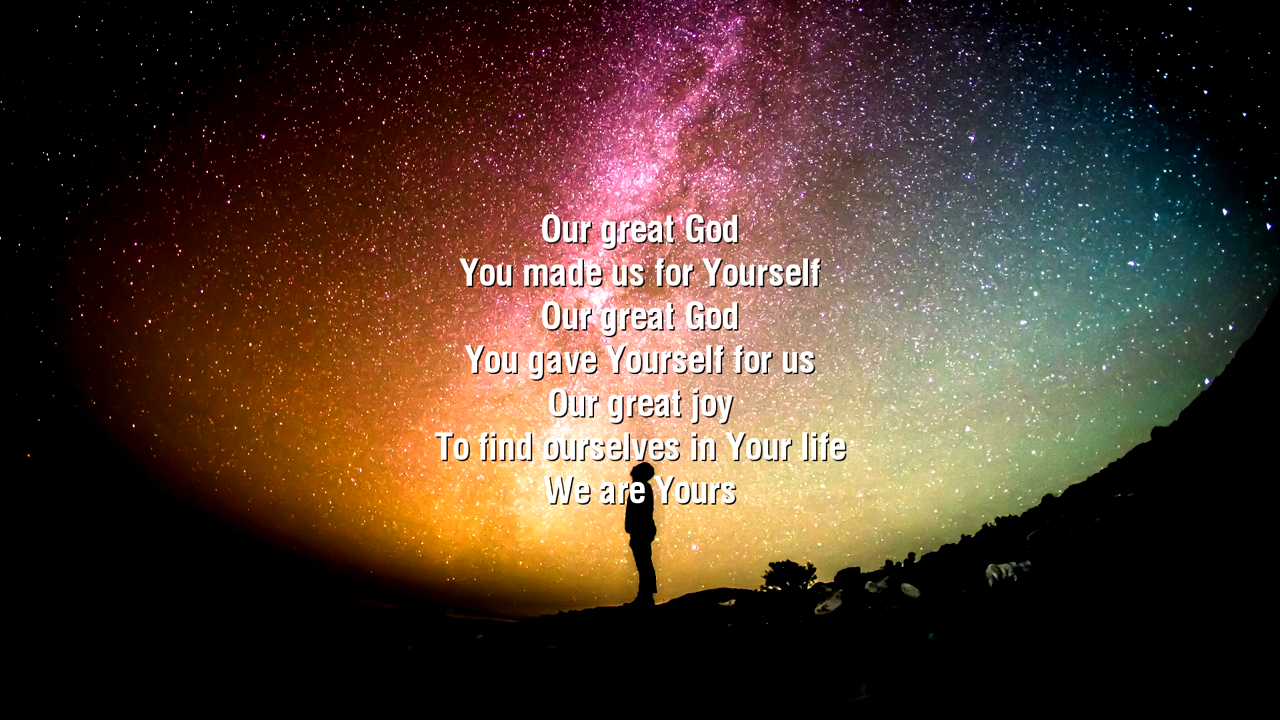 Our great God
You made us for Yourself
Our great God
You gave Yourself for us
Our great joy
To find ourselves in Your life
We are Yours